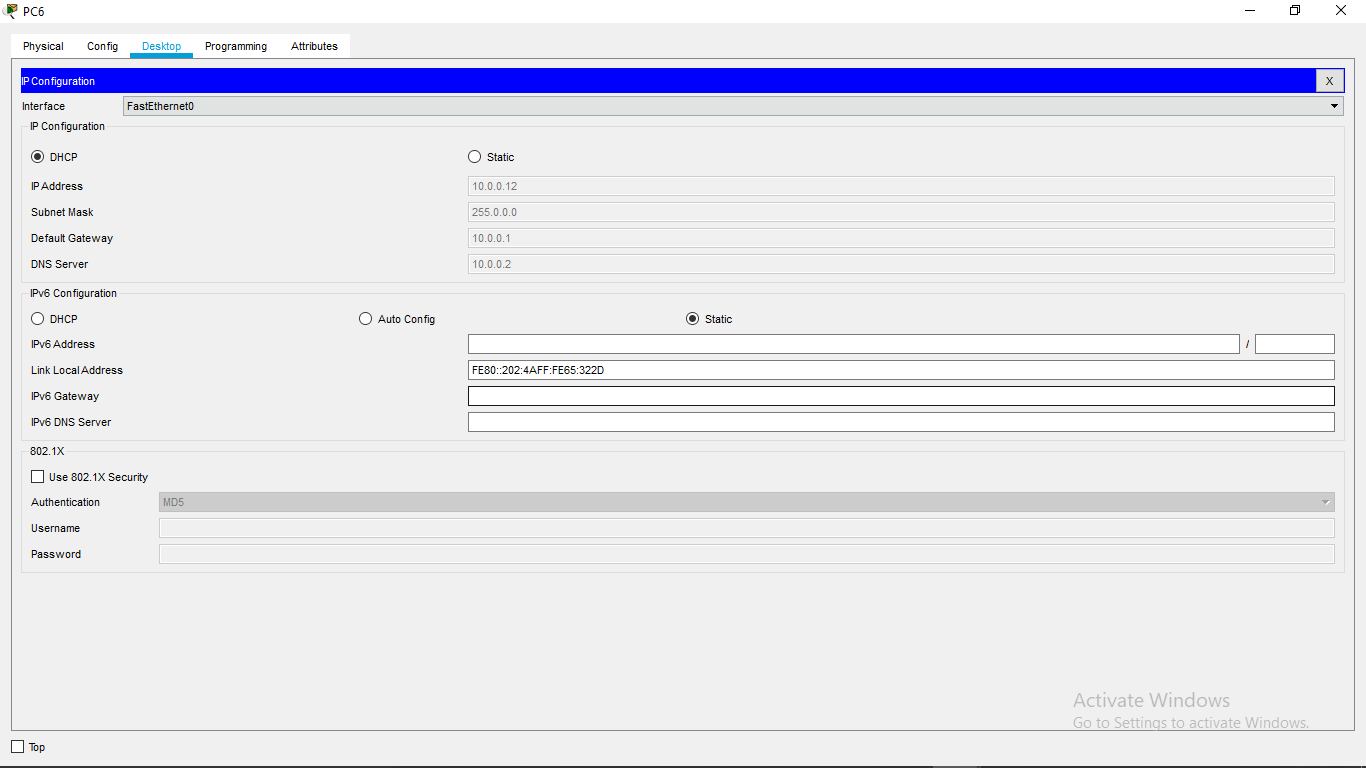 PC6
Physical Config Desktop Programming Attributes
IP Configuration X
Interface FastEthernet0
IP Configuration
DHCP Static
IP Address 10.0.0.12
Subnet Mask 255.0.0.0
Default Gateway 10.0.0.1
DNS Server 10.0.0.2
IPv6 Configuration
DHCP Auto Config Static
IPv6 Address /
Link Local Address FE80::202:4AFF:FE65:322D
IPv6 Gateway
IPv6 DNS Server
802.1X
Use 802.1X Security
Authentication MD5
Username
Password
Activate Windows
Go to Settings to activate Windows.
Top